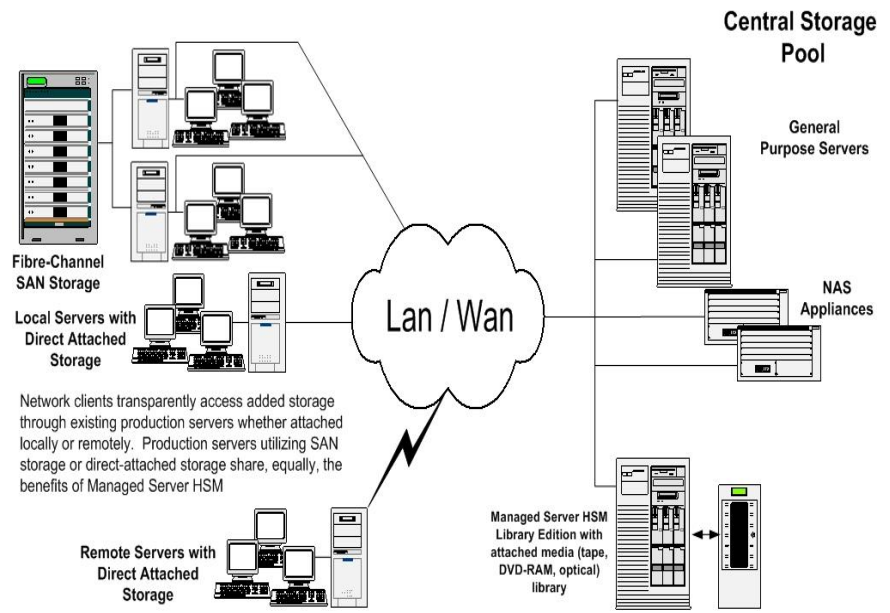 Central Storage
Pool
General
Purpose Servers
Fibre-Channel
SAN Storage
NAS
Appliances
Local Servers with
Direct Attached
Storage
Lan / Wan
Network clients transparently access added storage
through existing production servers whether attached
locally or remotely. Production servers utilizing SAN
storage or direct-attached storage share, equally, the
benefits of Managed Server HSM
Managed Server HSM
Library Edition with
attached media (tape,
DVD-RAM, optical)
library
Remote Servers with
Direct Attached
Storage